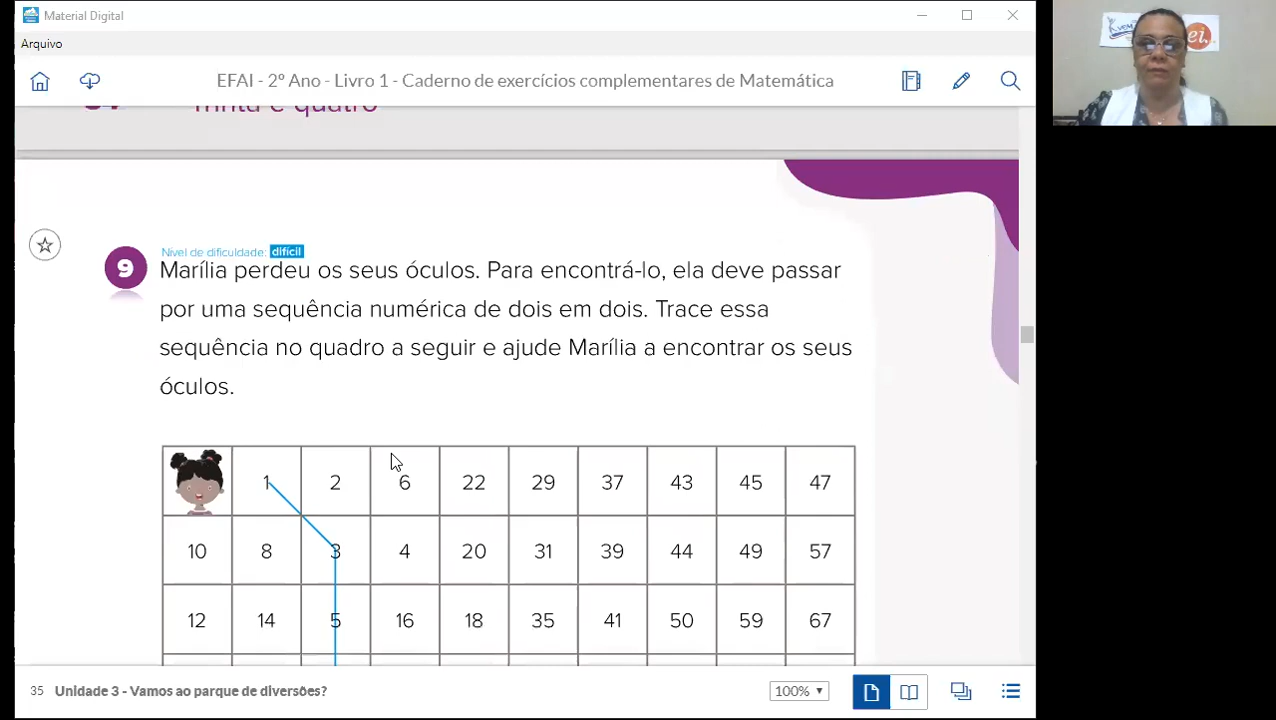 Material Digital
Arquivo
EFAI - 2º Ano - Livro 1 - Caderno de exercícios complementares de Matemática
Trinta e quatro
Nível de dificuldade: difícil
9 Marília perdeu os seus óculos. Para encontrá-lo, ela deve passar
por uma sequência numérica de dois em dois. Trace essa
sequência no quadro a seguir e ajude Marília a encontrar os seus
óculos.
1 2 6 22 29 37 43 45 47
10 8 3 4 20 31 39 44 49 57
12 14 5 16 18 35 41 50 59 67
35 Unidade 3 - Vamos ao parque de diversões?
100%
ei.